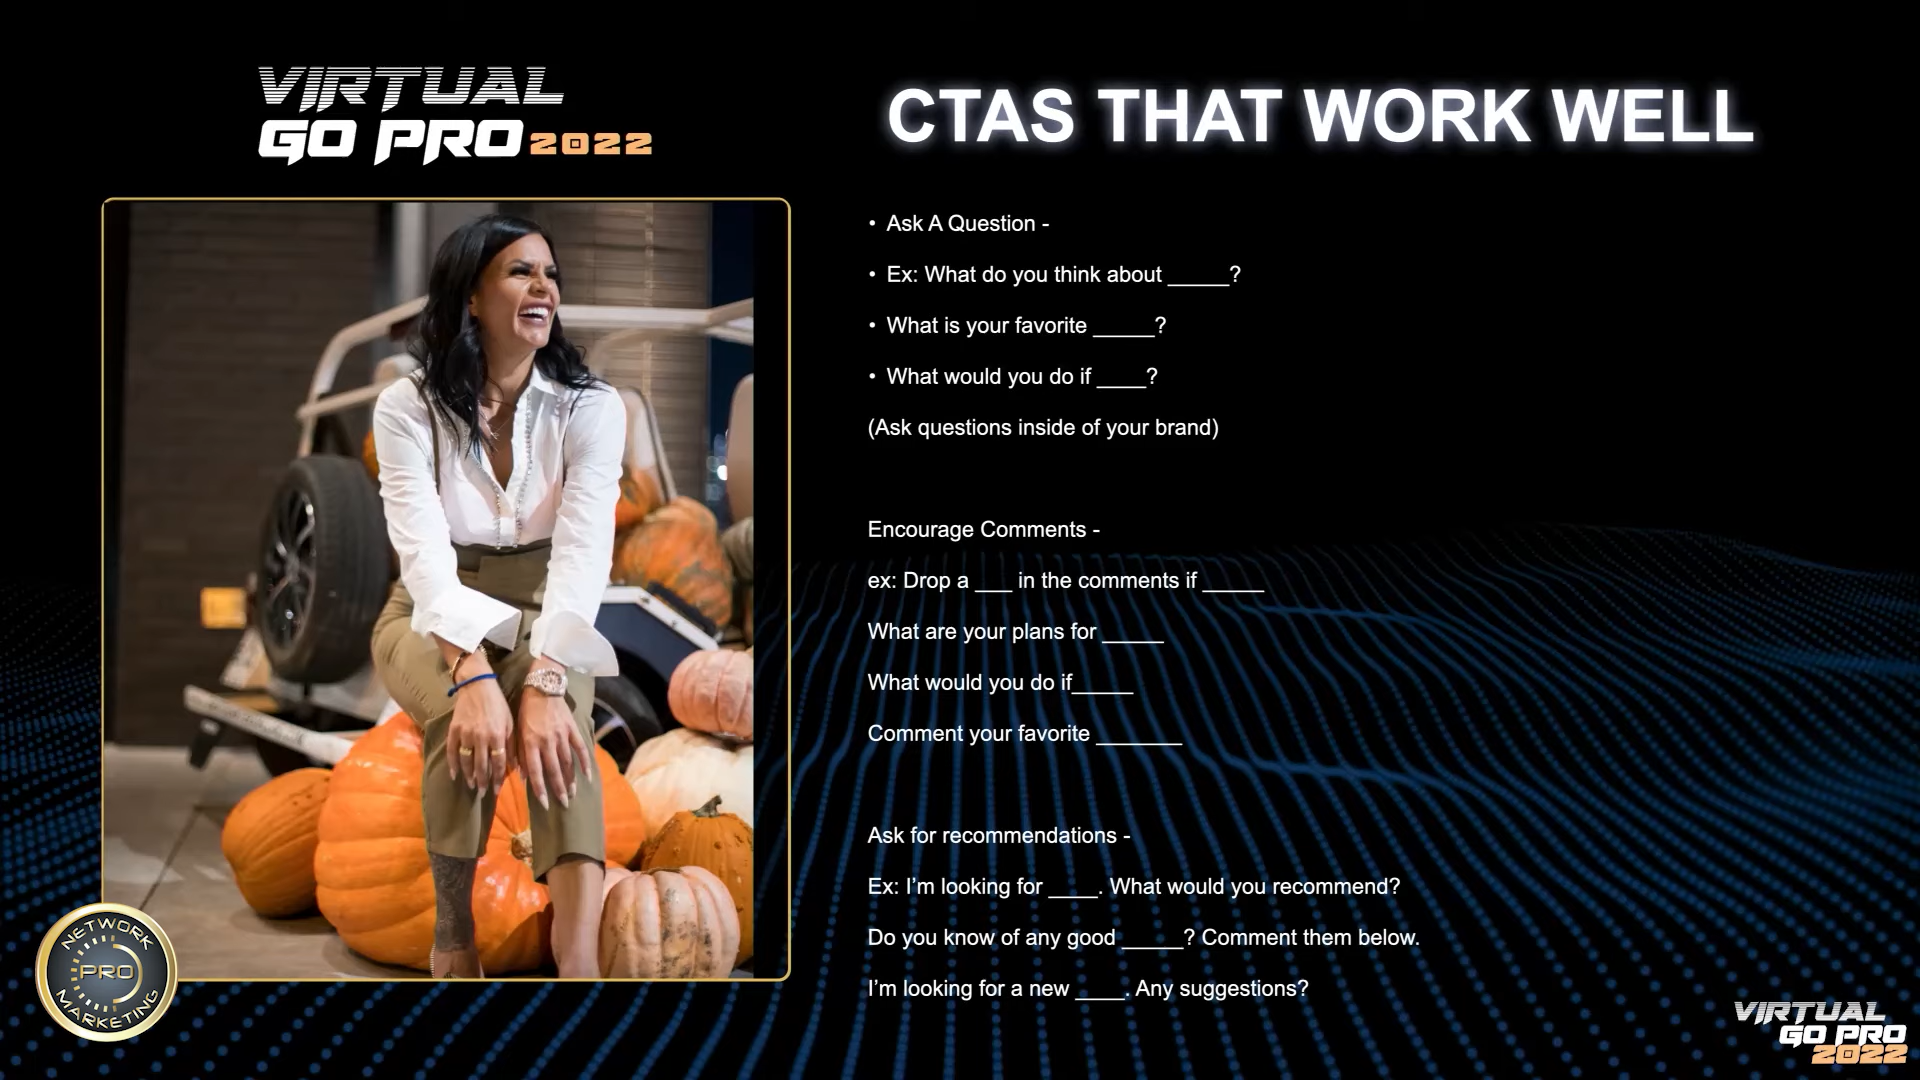 VIRTUAL
GO PRO 2022
CTAS THAT WORK WELL
• Ask A Question -
• Ex: What do you think about _____?
• What is your favorite _____?
• What would you do if ____?
(Ask questions inside of your brand)
Encourage Comments -
ex: Drop a ___ in the comments if _____
What are your plans for _____
What would you do if_____
Comment your favorite _______
Ask for recommendations -
Ex: I’m looking for ____. What would you recommend?
Do you know of any good _____? Comment them below.
I’m looking for a new ____. Any suggestions?
NETWORK
PRO
MARKETING
VIRTUAL
GO PRO
2022